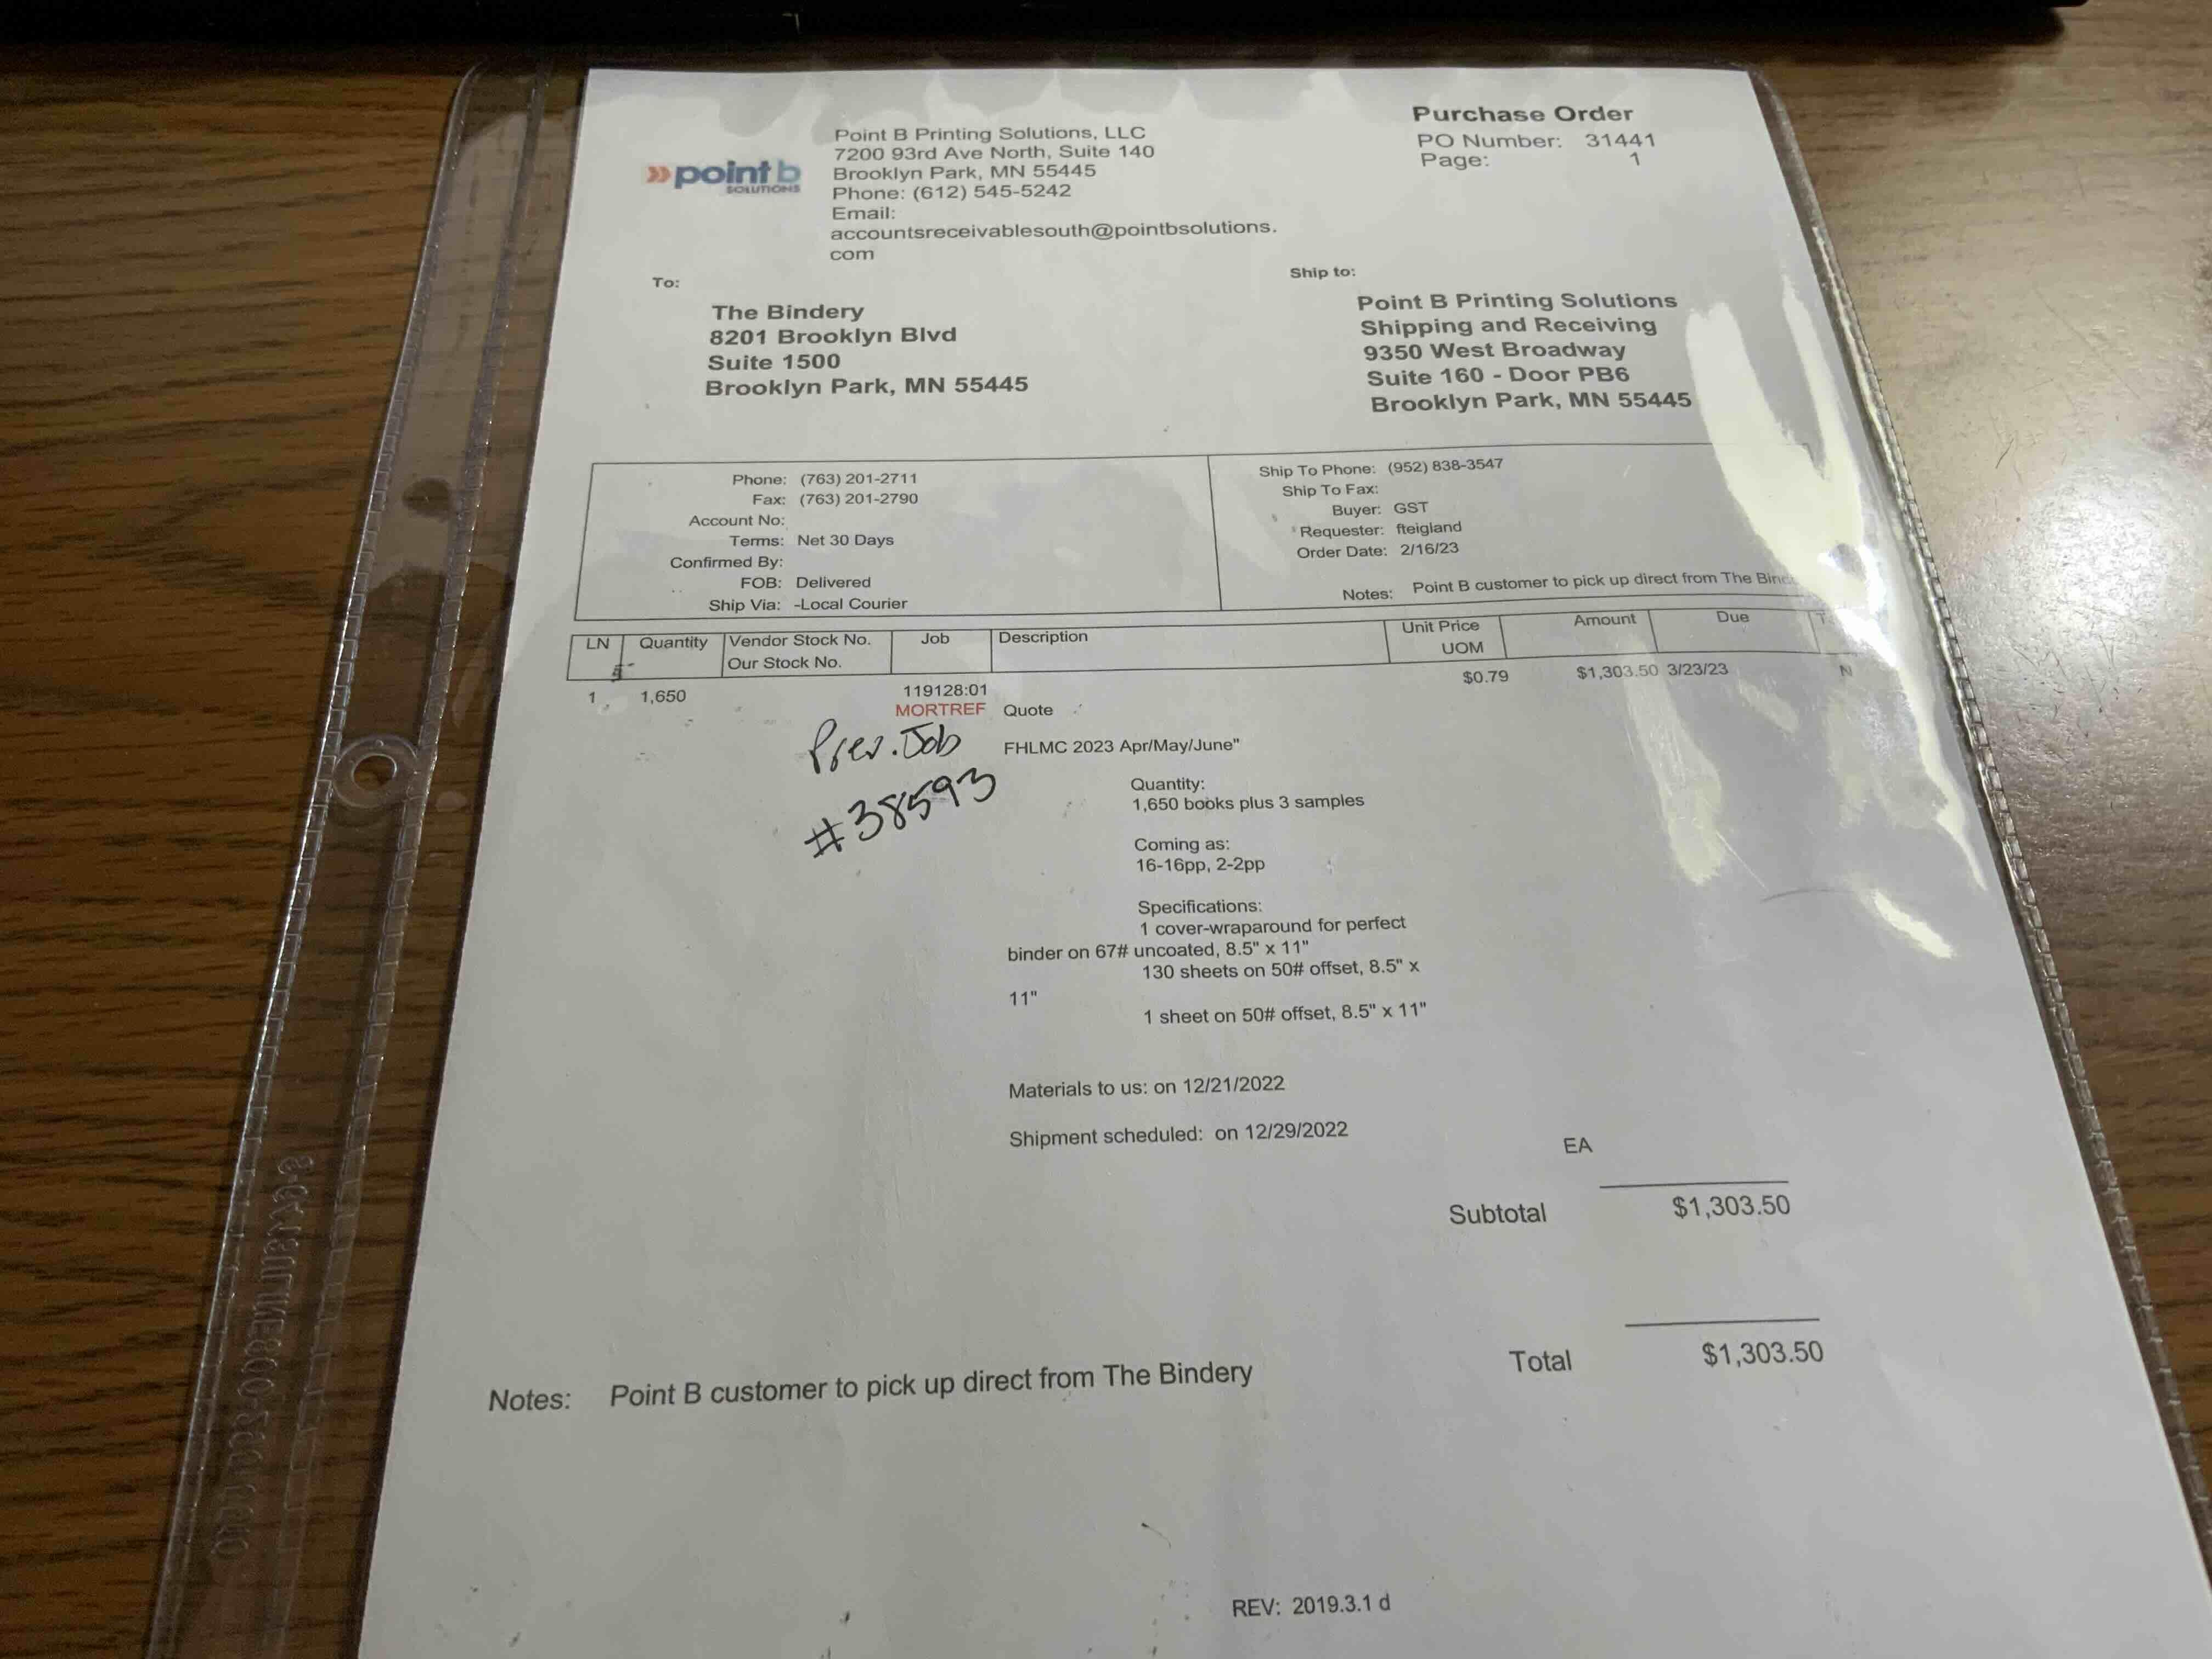 Purchase Order
PO Number: 31441
Page: 1
point b
SOLUTIONS
Point B Printing Solutions, LLC
7200 93rd Ave North, Suite 140
Brooklyn Park, MN 55445
Phone: (612) 545-5242
Email:
accountsreceivablesouth@pointbsolutions.
com
To:
The Bindery
8201 Brooklyn Blvd
Suite 1500
Brooklyn Park, MN 55445
Ship to:
Point B Printing Solutions
Shipping and Receiving
9350 West Broadway
Suite 160 - Door PB6
Brooklyn Park, MN 55445
Phone: (763) 201-2711
Fax: (763) 201-2790
Account No:
Terms: Net 30 Days
Confirmed By:
FOB: Delivered
Ship Via: -Local Courier
Ship To Phone: (952) 838-3547
Ship To Fax:
Buyer: GST
Requester: fteigland
Order Date: 2/16/23
Notes: Point B customer to pick up direct from The
LN Quantity Vendor Stock No. Job Description Unit Price Amount Due
Our Stock No. UOM
1 1,650 119128:01 $0.79 $1,303.50 3/23/23 N
MORTREF Quote
Prev. Job
#38593
FHLMC 2023 Apr/May/June"
Quantity:
1,650 books plus 3 samples
Coming as:
16-16pp, 2-2pp
Specifications:
1 cover-wraparound for perfect
binder on 67# uncoated, 8.5" x 11"
130 sheets on 50# offset, 8.5" x
11"
1 sheet on 50# offset, 8.5" x 11"
Materials to us: on 12/21/2022
Shipment scheduled: on 12/29/2022
EA
Subtotal $1,303.50
Total $1,303.50
Notes: Point B customer to pick up direct from The Bindery
REV: 2019.3.1 d